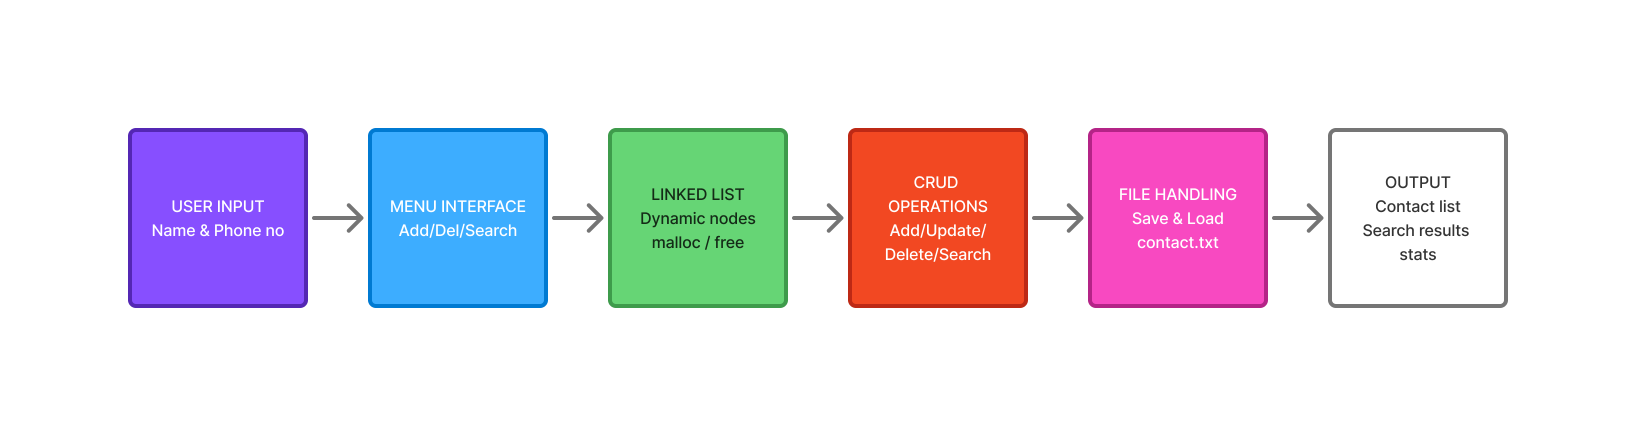 USER INPUT
Name & Phone no
MENU INTERFACE
Add/Del/Search
LINKED LIST
Dynamic nodes
malloc / free
CRUD
OPERATIONS
Add/Update/
Delete/Search
FILE HANDLING
Save & Load
contact.txt
OUTPUT
Contact list
Search results
stats